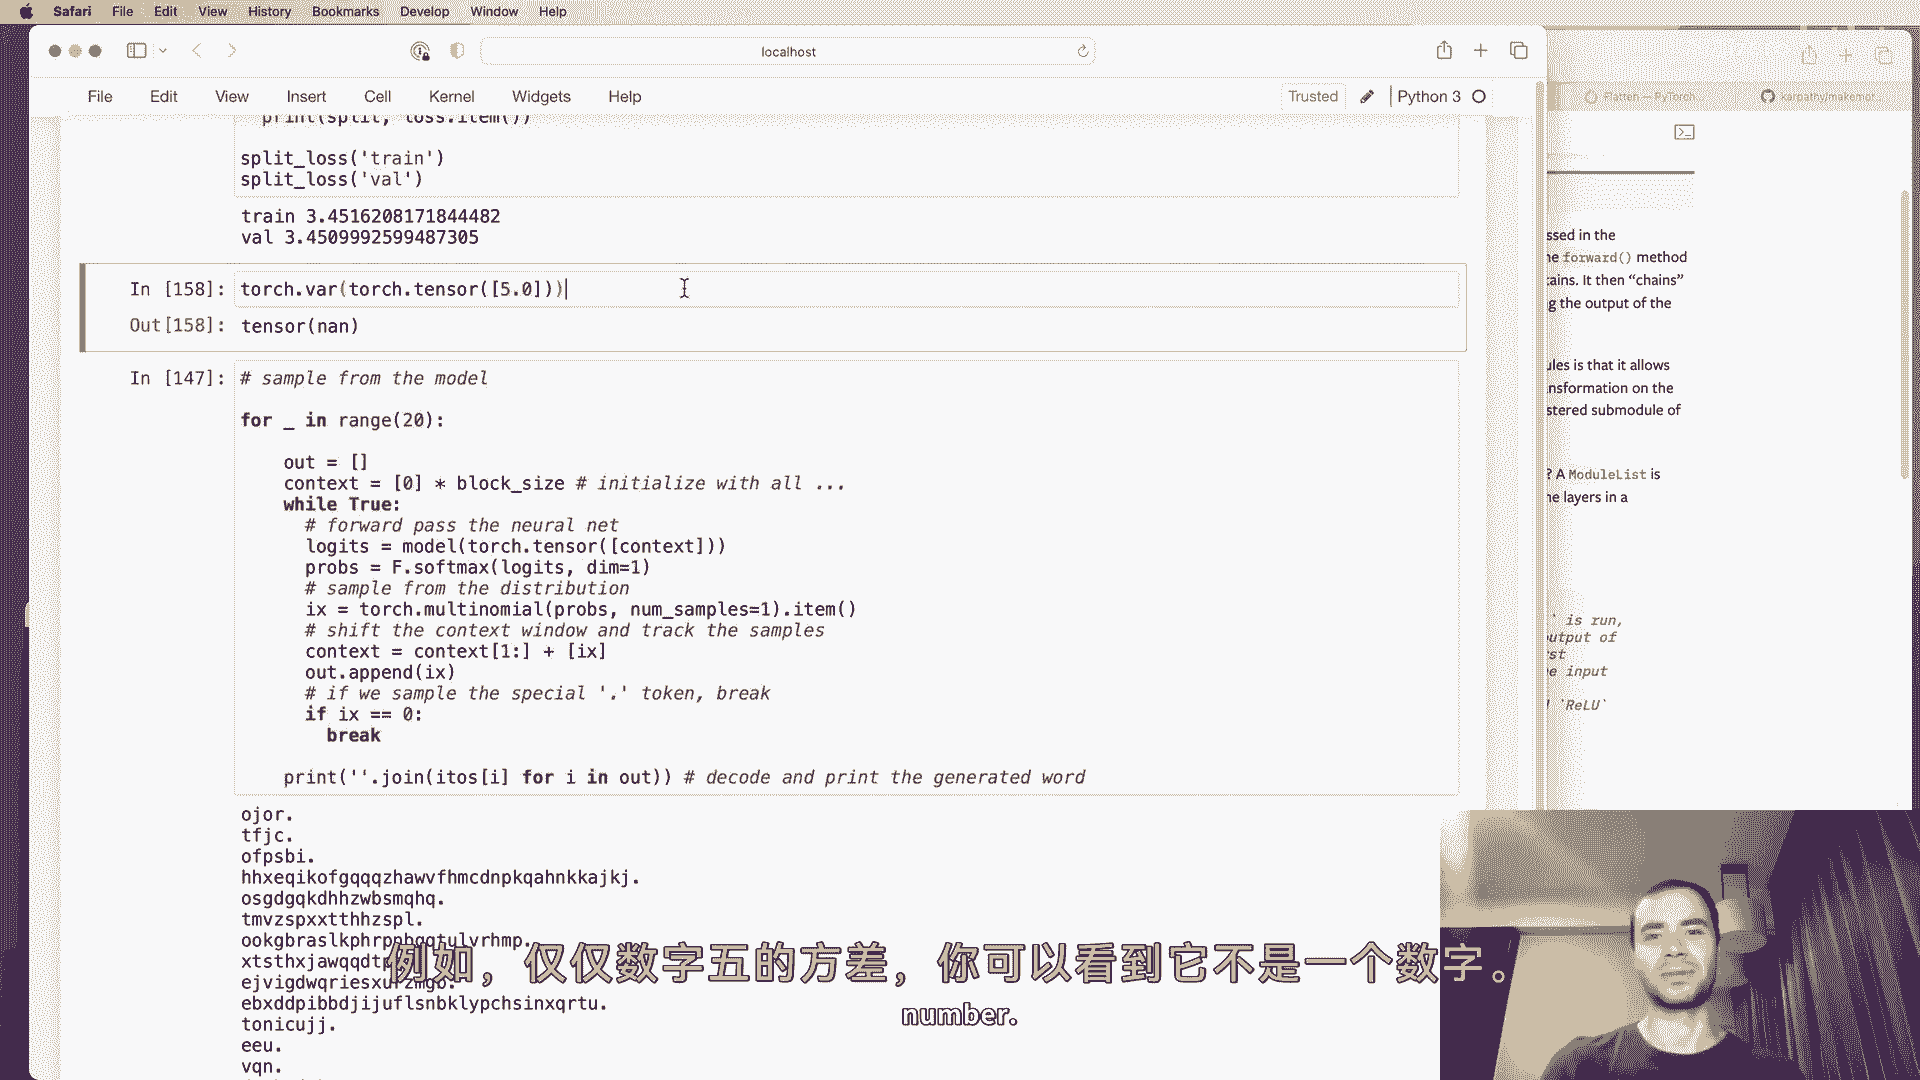 Safari File Edit View History Bookmarks Develop Window Help
localhost
File Edit View Insert Cell Kernel Widgets Help
Trusted Python 3
Flatten — PyTorch...
karpathy/makemor...
print(split, loss.item())
split_loss('train')
split_loss('val')
train 3.4516208171844482
val 3.4509992599487305
In [158]: torch.var(torch.tensor([5.0]))
Out[158]: tensor(nan)
In [147]: # sample from the model
for _ in range(20):
out = []
context = [0] * block_size # initialize with all ...
while True:
# forward pass the neural net
logits = model(torch.tensor([context]))
probs = F.softmax(logits, dim=1)
# sample from the distribution
ix = torch.multinomial(probs, num_samples=1).item()
# shift the context window and track the samples
context = context[1:] + [ix]
out.append(ix)
# if we sample the special '.' token, break
if ix == 0:
break
print(''.join(itos[i] for i in out)) # decode and print the generated word
ojor.
tfjc.
ofpsbi.
hhxeqikofgqqqzhawvfhmcdnpkqahnkkajkj.
osgdgqkdhhzwbsmqhq.
tmvzspxxtthhzspl.
ebxddpibbdjijuflsnbklypchsinxqrtu.
tonicujj.
eeu.
vqn.
ssed in the
forward() method
ains. It then “chains”
g the output of the
ules is that it allows
nsformation on the
stered submodule of
? A ModuleList is
he layers in a
` is run,
output of
input
`ReLU`
例如，仅仅数字五的方差，你可以看到它不是一个数字。
number.